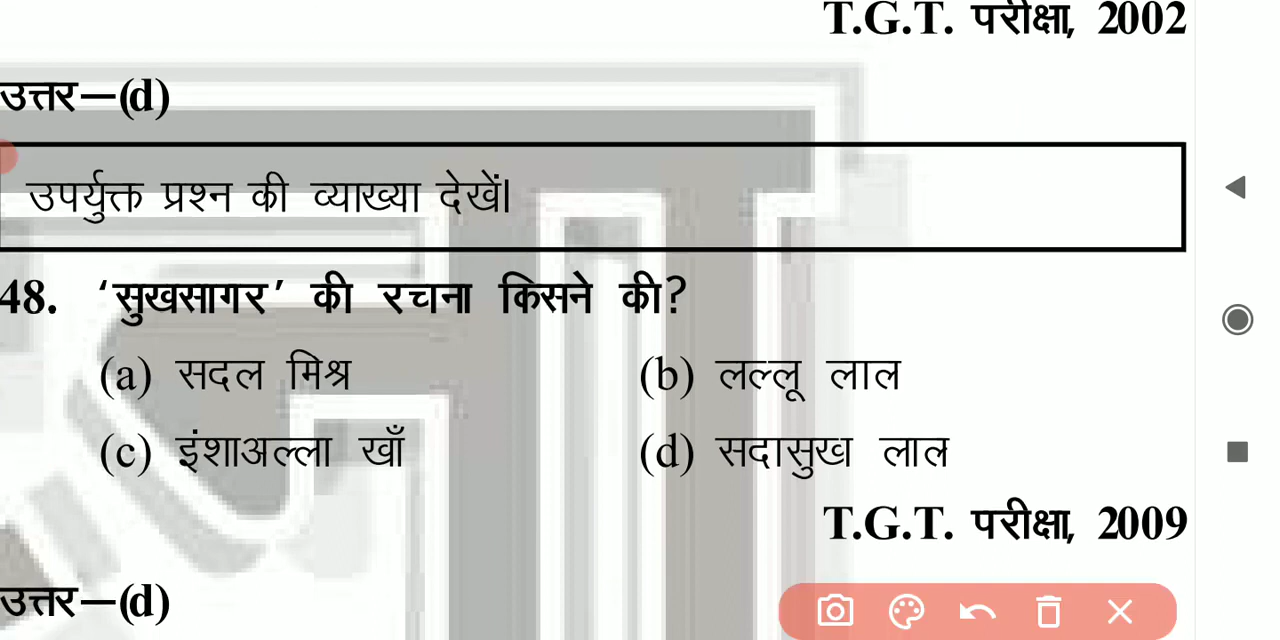 T.G.T. परीक्षा, 2002
उत्तर—(d)
उपर्युक्त प्रश्न की व्याख्या देखें।
48. ‘सुखसागर’ की रचना किसने की?
(a) सदल मिश्र (b) लल्लू लाल
(c) इंशाअल्ला खाँ (d) सदासुख लाल
T.G.T. परीक्षा, 2009
उत्तर—(d)